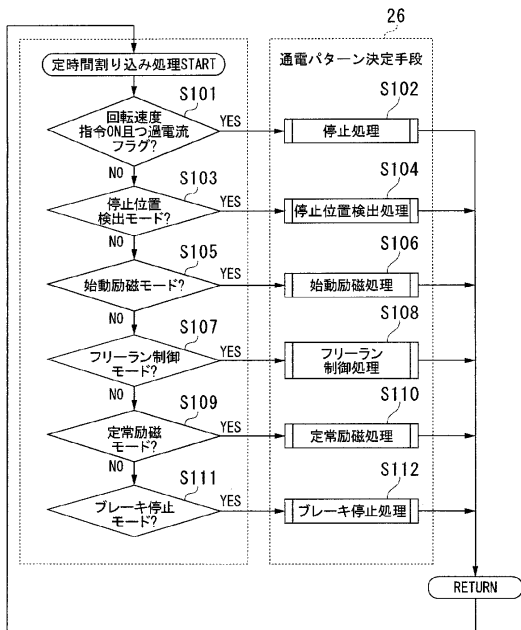 26
定時間割り込み処理START
通電パターン決定手段
S101
回転速度
指令ON且つ過電流
フラグ?
YES
S102
停止処理
NO
S103
停止位置
検出モード?
YES
S104
停止位置検出処理
NO
S105
始動励磁モード?
YES
S106
始動励磁処理
NO
S107
フリーラン制御
モード?
YES
S108
フリーラン
制御処理
NO
S109
定常励磁
モード?
YES
S110
定常励磁処理
NO
S111
ブレーキ停止
モード?
YES
S112
ブレーキ停止処理
RETURN